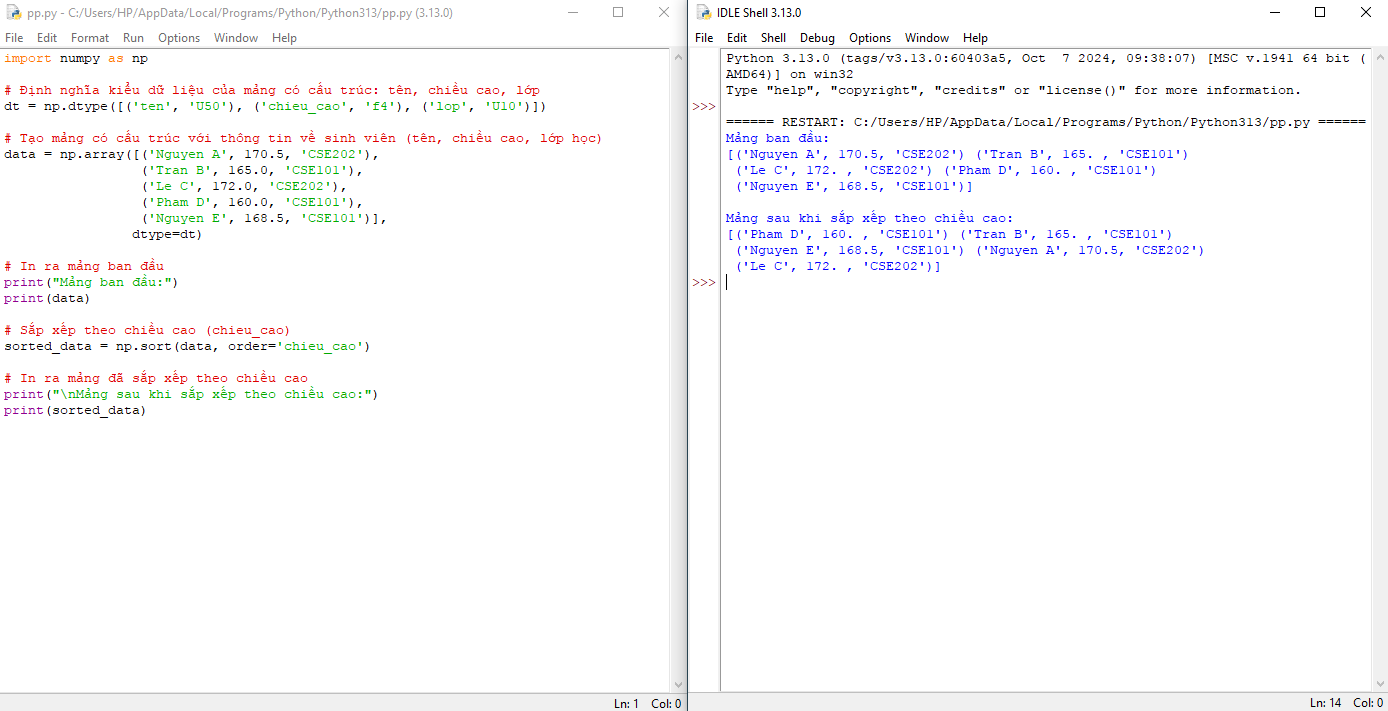 pp.py - C:/Users/HP/AppData/Local/Programs/Python/Python313/pp.py (3.13.0)
File Edit Format Run Options Window Help
import numpy as np
# Định nghĩa kiểu dữ liệu của mảng có cấu trúc: tên, chiều cao, lớp
dt = np.dtype([('ten', 'U50'), ('chieu_cao', 'f4'), ('lop', 'U10')])
# Tạo mảng có cấu trúc với thông tin về sinh viên (tên, chiều cao, lớp học)
data = np.array([('Nguyen A', 170.5, 'CSE202'),
('Tran B', 165.0, 'CSE101'),
('Le C', 172.0, 'CSE202'),
('Pham D', 160.0, 'CSE101'),
('Nguyen E', 168.5, 'CSE101')],
dtype=dt)
# In ra mảng ban đầu
print("Mảng ban đầu:")
print(data)
# Sắp xếp theo chiều cao (chieu_cao)
sorted_data = np.sort(data, order='chieu_cao')
# In ra mảng đã sắp xếp theo chiều cao
print("\nMảng sau khi sắp xếp theo chiều cao:")
print(sorted_data)
Ln: 1 Col: 0
IDLE Shell 3.13.0
File Edit Shell Debug Options Window Help
Python 3.13.0 (tags/v3.13.0:60403a5, Oct  7 2024, 09:38:07) [MSC v.1941 64 bit (
AMD64)] on win32
Type "help", "copyright", "credits" or "license()" for more information.
>>>
====== RESTART: C:/Users/HP/AppData/Local/Programs/Python/Python313/pp.py ======
Mảng ban đầu:
[('Nguyen A', 170.5, 'CSE202') ('Tran B', 165. , 'CSE101')
('Le C', 172. , 'CSE202') ('Pham D', 160. , 'CSE101')
('Nguyen E', 168.5, 'CSE101')]
Mảng sau khi sắp xếp theo chiều cao:
[('Pham D', 160. , 'CSE101') ('Tran B', 165. , 'CSE101')
('Nguyen E', 168.5, 'CSE101') ('Nguyen A', 170.5, 'CSE202')
('Le C', 172. , 'CSE202')]
>>>
Ln: 14 Col: 0